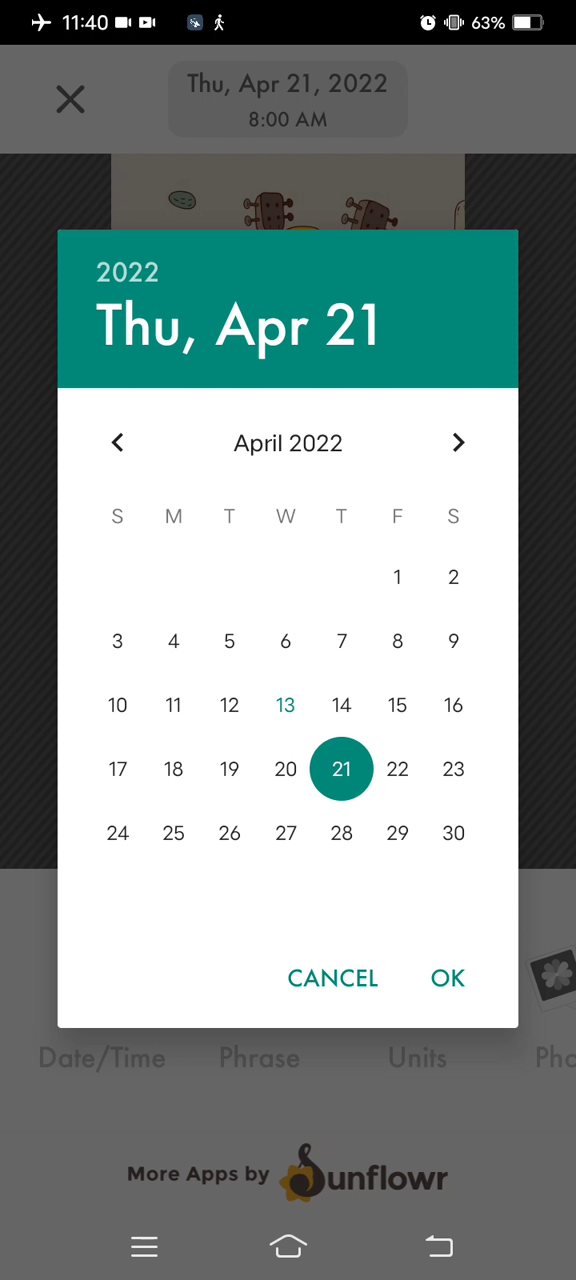 11:40
63%
Thu, Apr 21, 2022
8:00 AM
2022
Thu, Apr 21
April 2022
S M T W T F S
1 2
3 4 5 6 7 8 9
10 11 12 13 14 15 16
17 18 19 20 21 22 23
24 25 26 27 28 29 30
CANCEL OK
Date/Time Phrase Units Pho
More Apps by Sunflowr